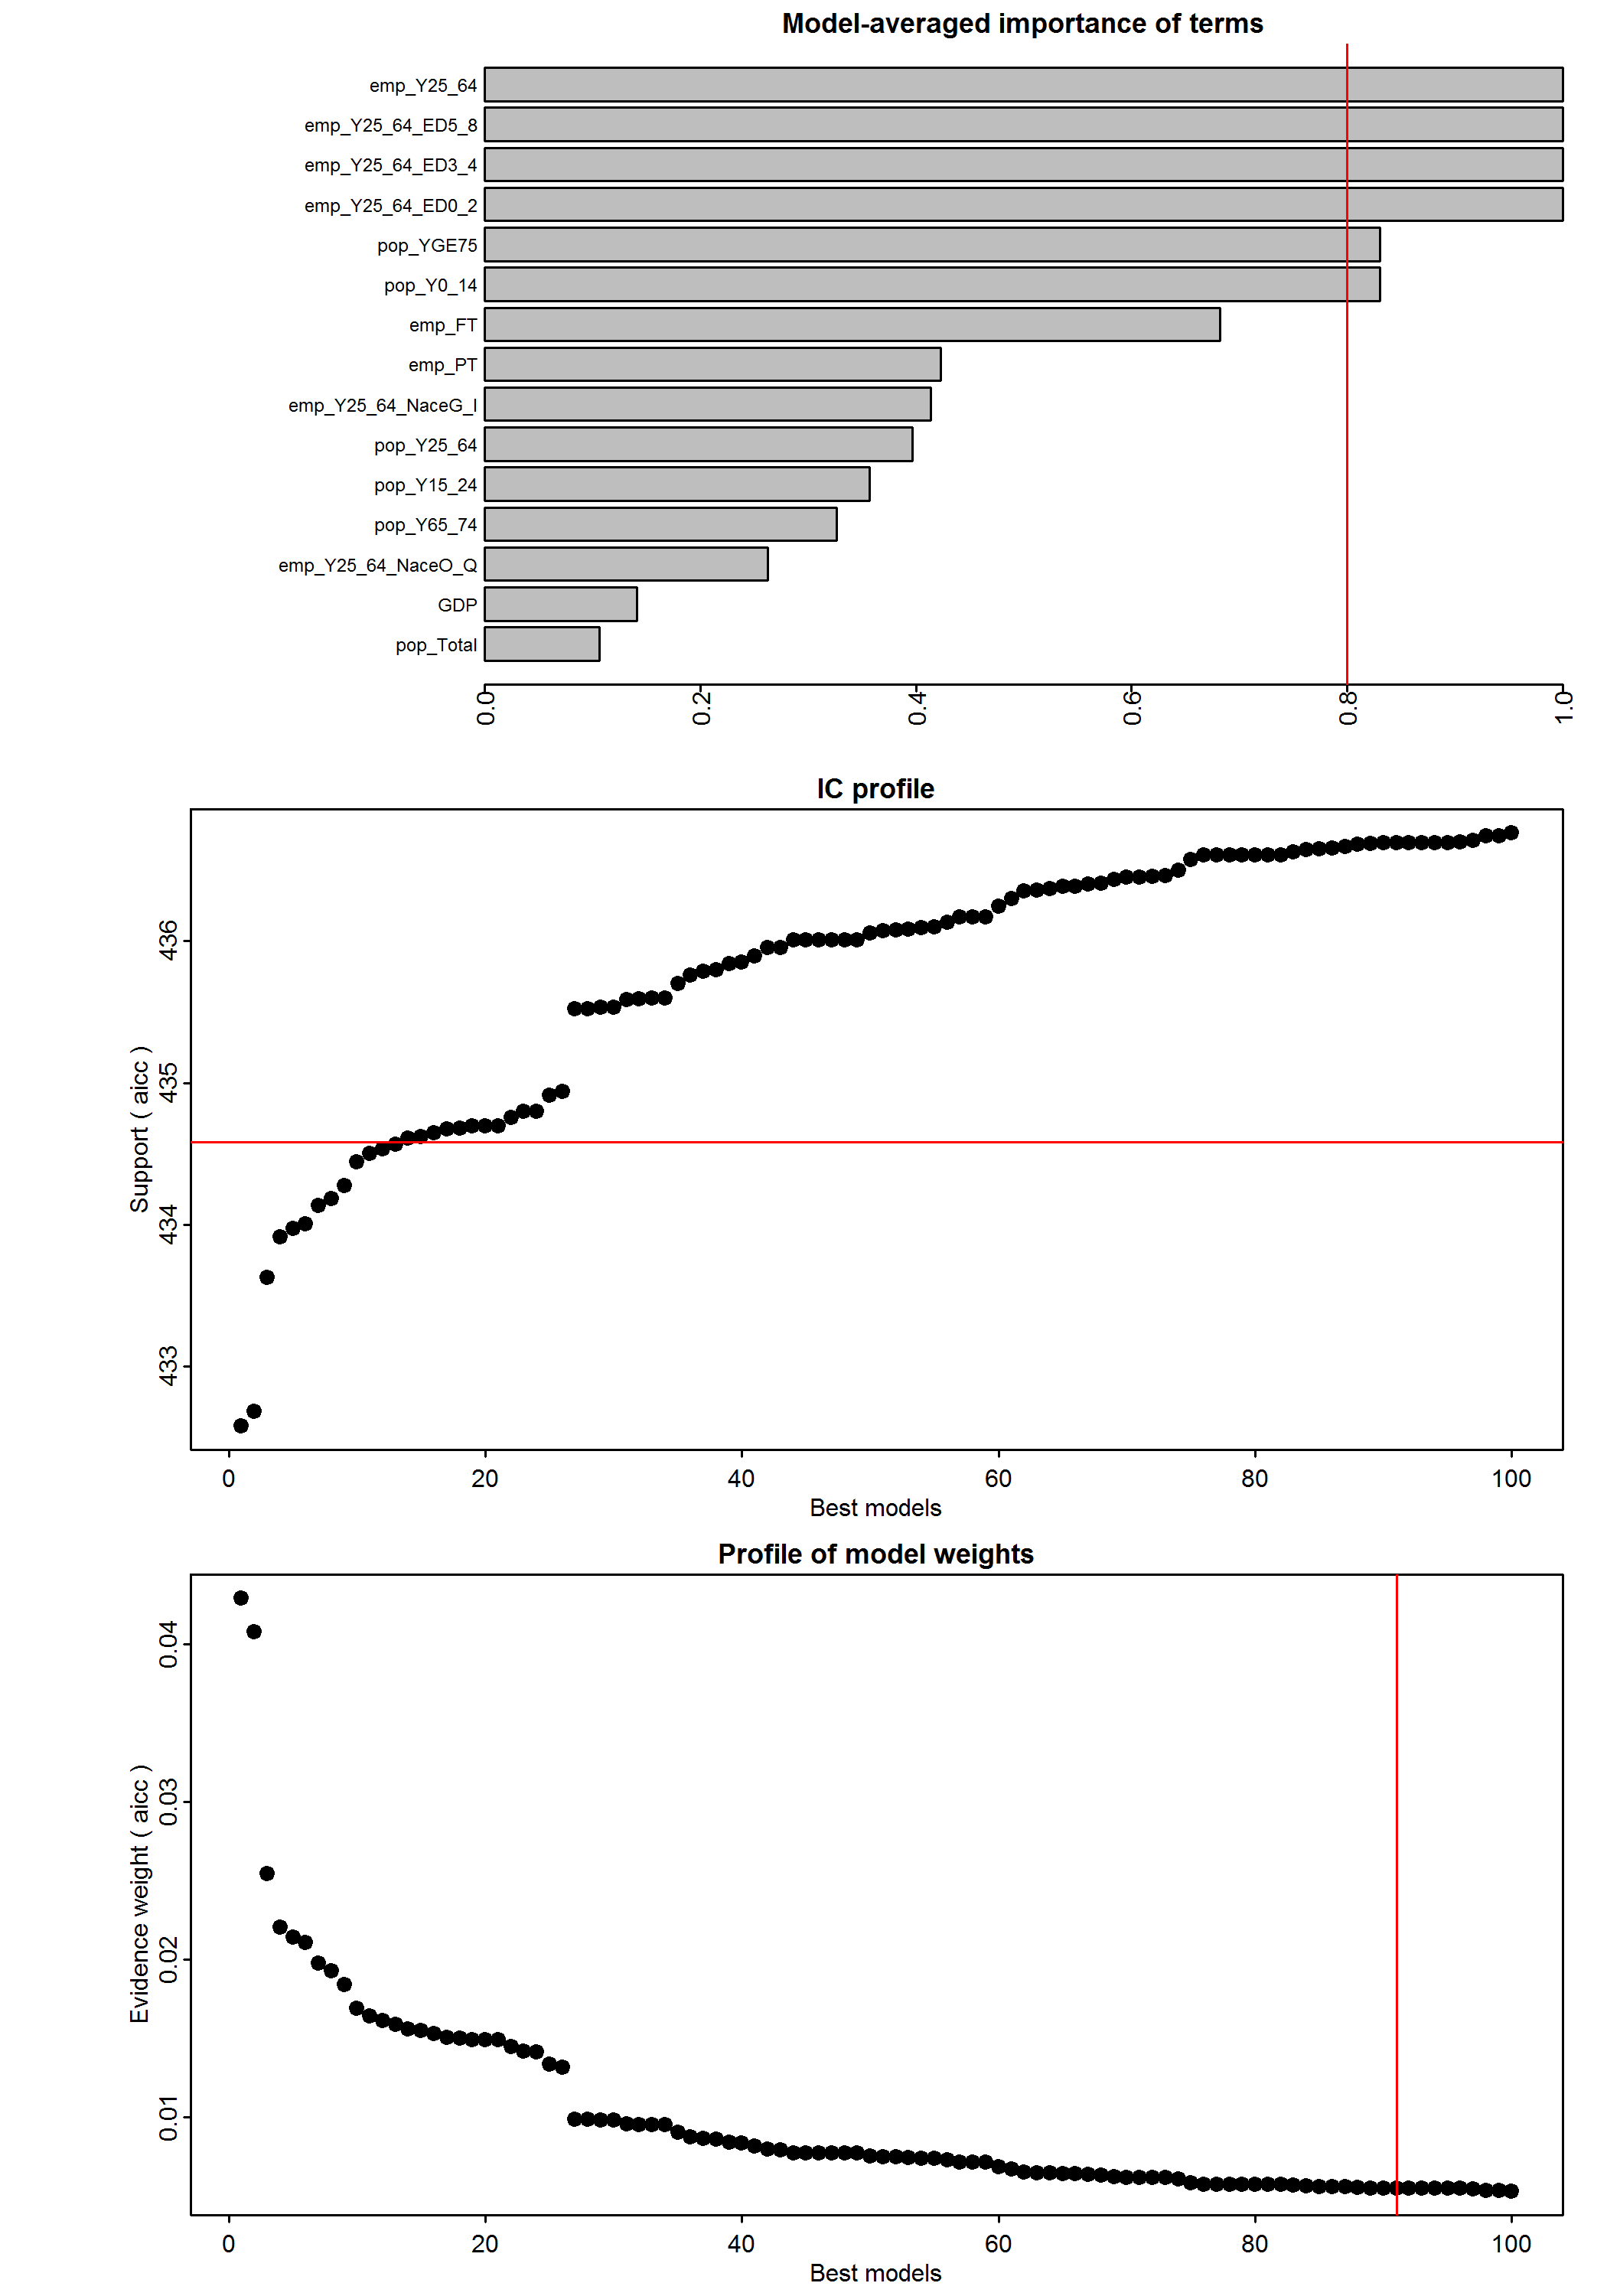 Model-averaged importance of terms
emp_Y25_64
emp_Y25_64_ED5_8
emp_Y25_64_ED3_4
emp_Y25_64_ED0_2
pop_YGE75
pop_Y0_14
emp_FT
emp_PT
emp_Y25_64_NaceG_I
pop_Y25_64
pop_Y15_24
pop_Y65_74
emp_Y25_64_NaceO_Q
GDP
pop_Total
0.0 0.2 0.4 0.6 0.8 1.0
IC profile
Support ( aicc )
436
435
434
433
0 20 40 60 80 100
Best models
Profile of model weights
Evidence weight ( aicc )
0.04
0.03
0.02
0.01
0 20 40 60 80 100
Best models